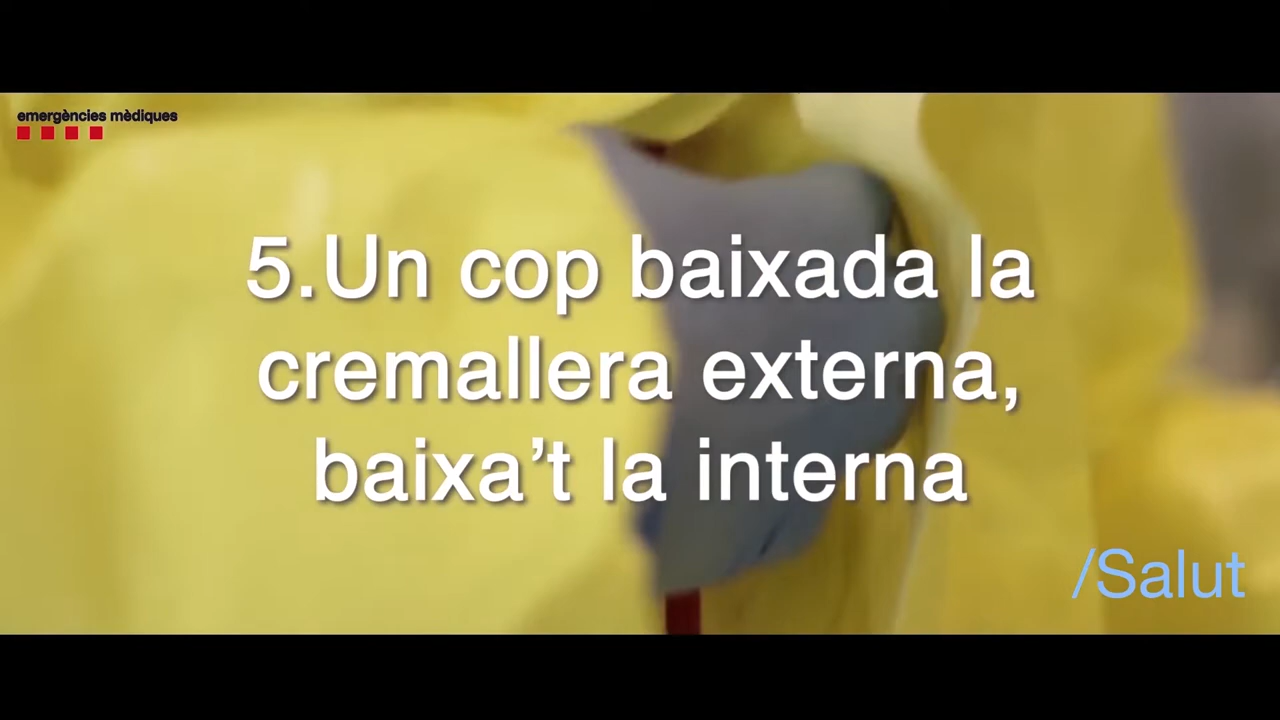 emergències mèdiques
5.Un cop baixada la
cremallera externa,
baixa’t la interna
/Salut